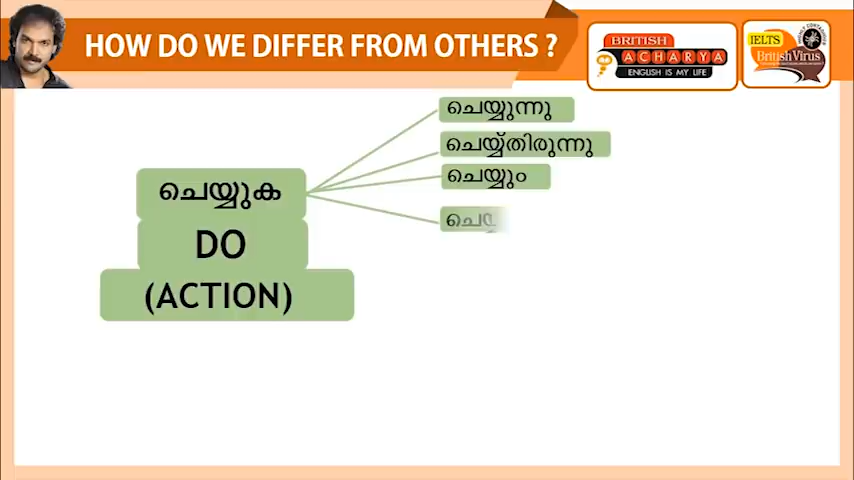 HOW DO WE DIFFER FROM OTHERS ?
BRITISH
ACHARYA
ENGLISH IS MY LIFE
IELTS
BritishVirus
ചെയ്യുന്നു
ചെയ്യ്തിരുന്നു
ചെയ്യും
ചെയ്യുക
DO
(ACTION)